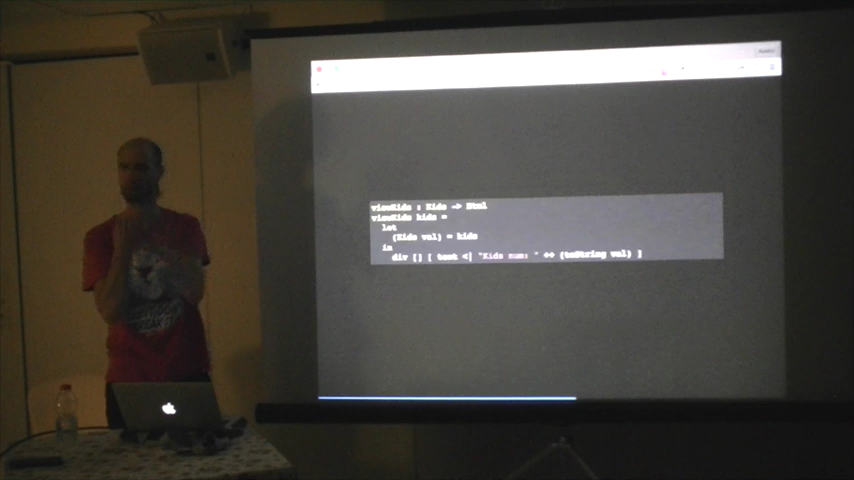 viewKids : Kids -> Html
viewKids kids =
let
(Kids val) = kids
in
div [] [ text <| "Kids num: " ++ (toString val) ]